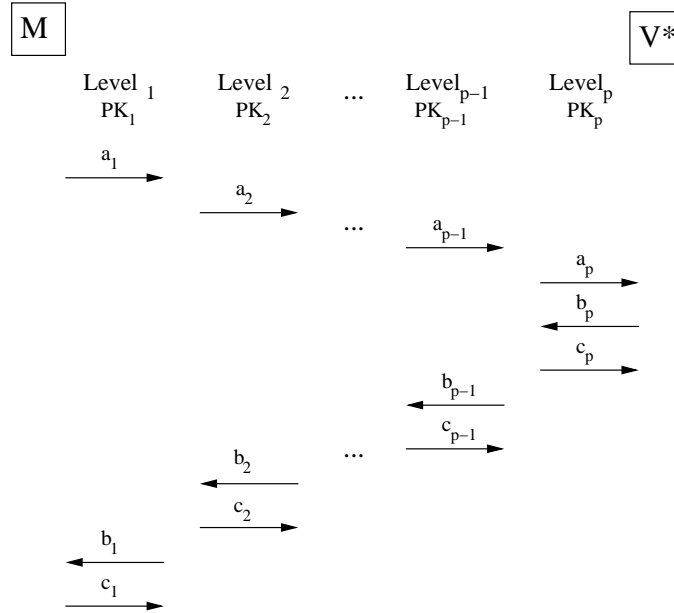 M V*
Level 1 Level 2 ... Level p−1 Level p
PK1 PK2 PKp−1 PKp
a1
a2
... ap−1
ap
bp
cp
bp−1
... cp−1
b2
c2
b1
c1